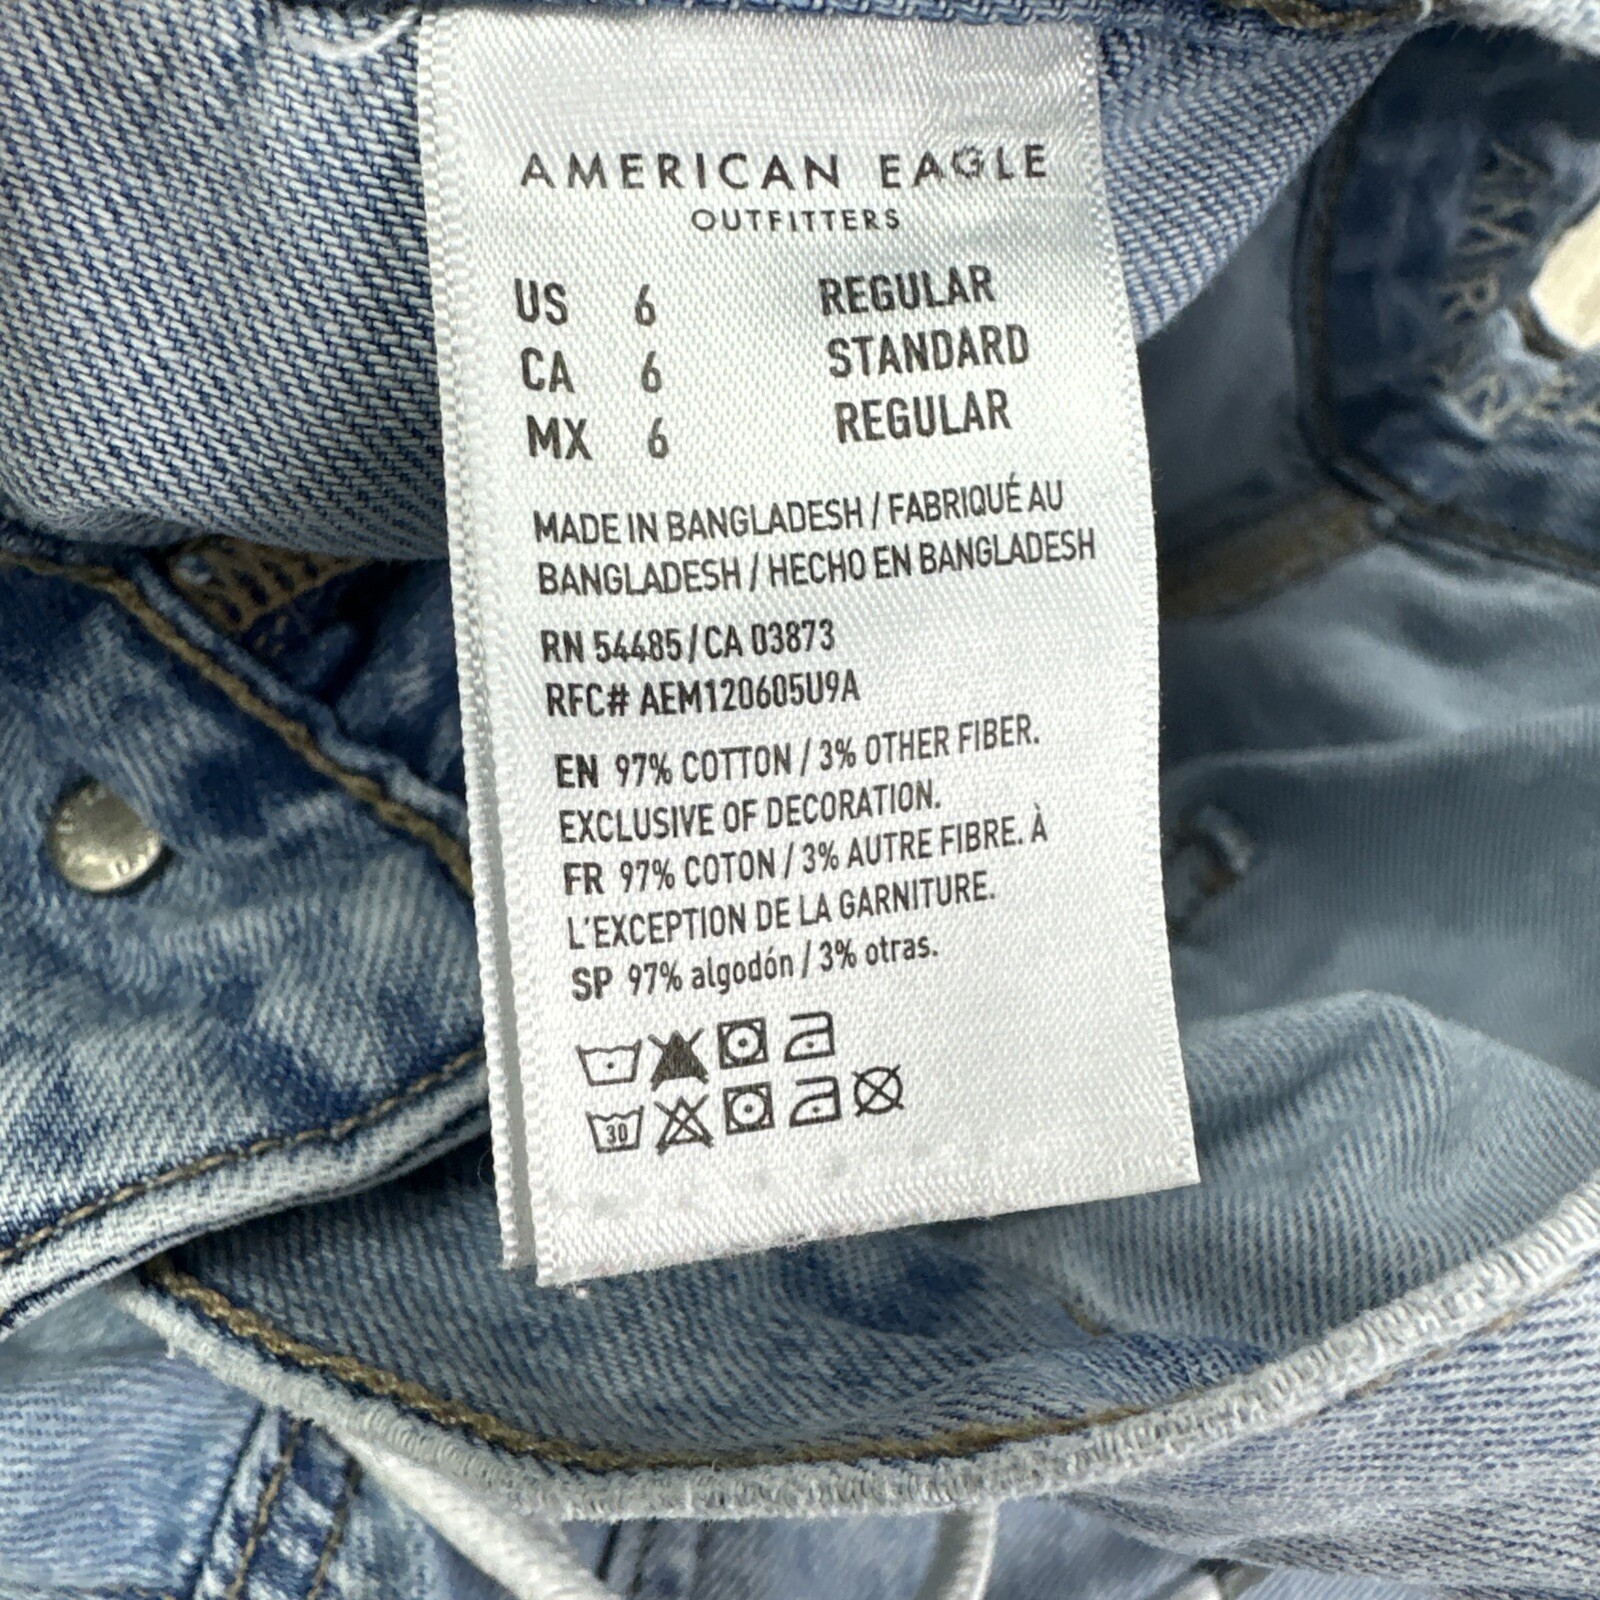 AMERICAN EAGLE
OUTFITTERS
US 6 REGULAR
CA 6 STANDARD
MX 6 REGULAR
MADE IN BANGLADESH / FABRIQUÉ AU
BANGLADESH / HECHO EN BANGLADESH
RN 54485 / CA 03873
RFC# AEM120605U9A
EN 97% COTTON / 3% OTHER FIBER.
EXCLUSIVE OF DECORATION.
FR 97% COTON / 3% AUTRE FIBRE. À
L'EXCEPTION DE LA GARNITURE.
SP 97% algodón / 3% otras.
30